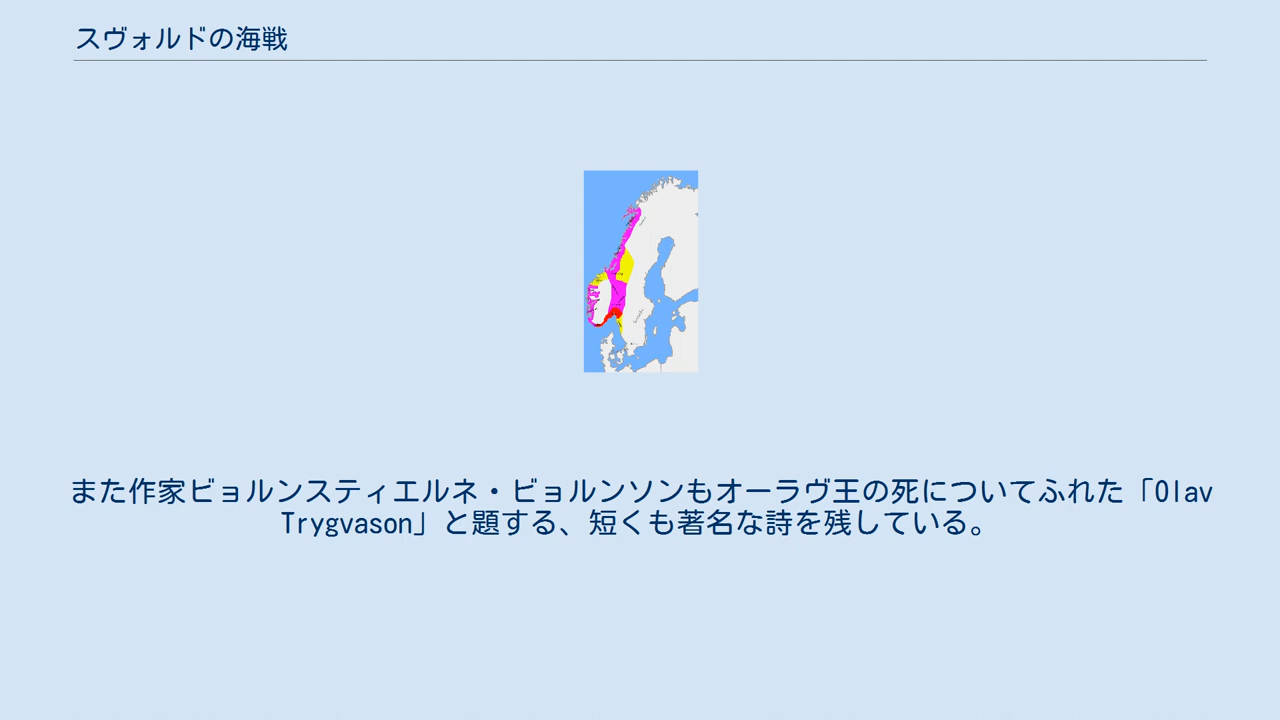 スヴォルドの海戦
また作家ビョルンスティエルネ・ビョルンソンもオーラヴ王の死についてふれた「Olav
Trygvason」と題する、短くも著名な詩を残している。